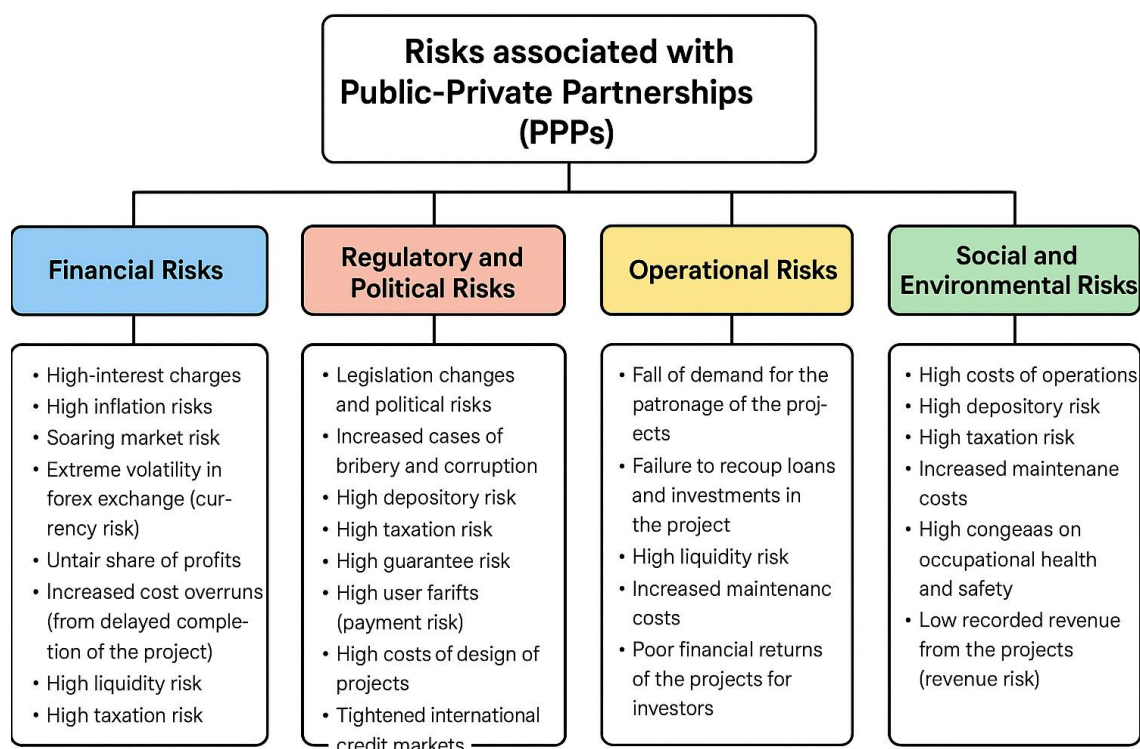 Risks associated with
Public-Private Partnerships
(PPPs)
Financial Risks
• High-interest charges
• High inflation risks
• Soaring market risk
• Extreme volatility in
forex exchange (cur-
rency risk)
• Untair share of profits
• Increased cost overruns
(from delayed comple-
tion of the project)
• High liquidity risk
• High taxation risk
Regulatory and
Political Risks
• Legislation changes
and political risks
• Increased cases of
bribery and corruption
• High depository risk
• High taxation risk
• High guarantee risk
• High user farifts
(payment risk)
• High costs of design of
projects
• Tightened international
credit markets
Operational Risks
• Fall of demand for the
patronage of the proj-
ects
• Failure to recoup loans
and investments in
the project
• High liquidity risk
• Increased maintenanc
costs
• Poor financial returns
of the projects for
investors
Social and
Environmental Risks
• High costs of operations
• High depository risk
• High taxation risk
• Increased maintenane
costs
• High congeaas on
occupational health
and safety
• Low recorded revenue
from the projects
(revenue risk)